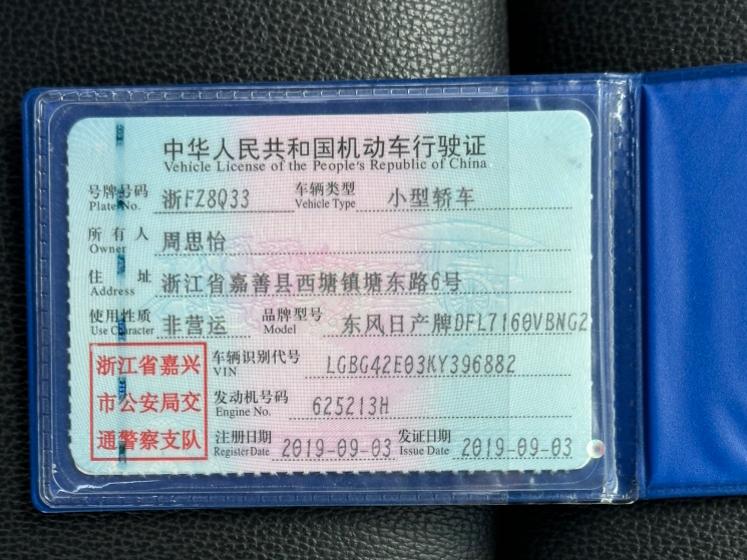 中华人民共和国机动车行驶证
Vehicle License of the People's Republic of China
号牌号码 浙FZ8Q33 车辆类型 小型轿车
Plate No. Vehicle Type
所有人 周思怡
Owner
住址 浙江省嘉善县西塘镇塘东路6号
Address
使用性质 非营运 品牌型号 东风日产牌DFL7160VBNG2
Use Character Model
浙江省嘉兴
市公安局交
通警察支队
车辆识别代号 LGBG42E03KY396882
VIN
发动机号码 625213H
Engine No.
注册日期 2019-09-03 发证日期 2019-09-03
Register Date Issue Date